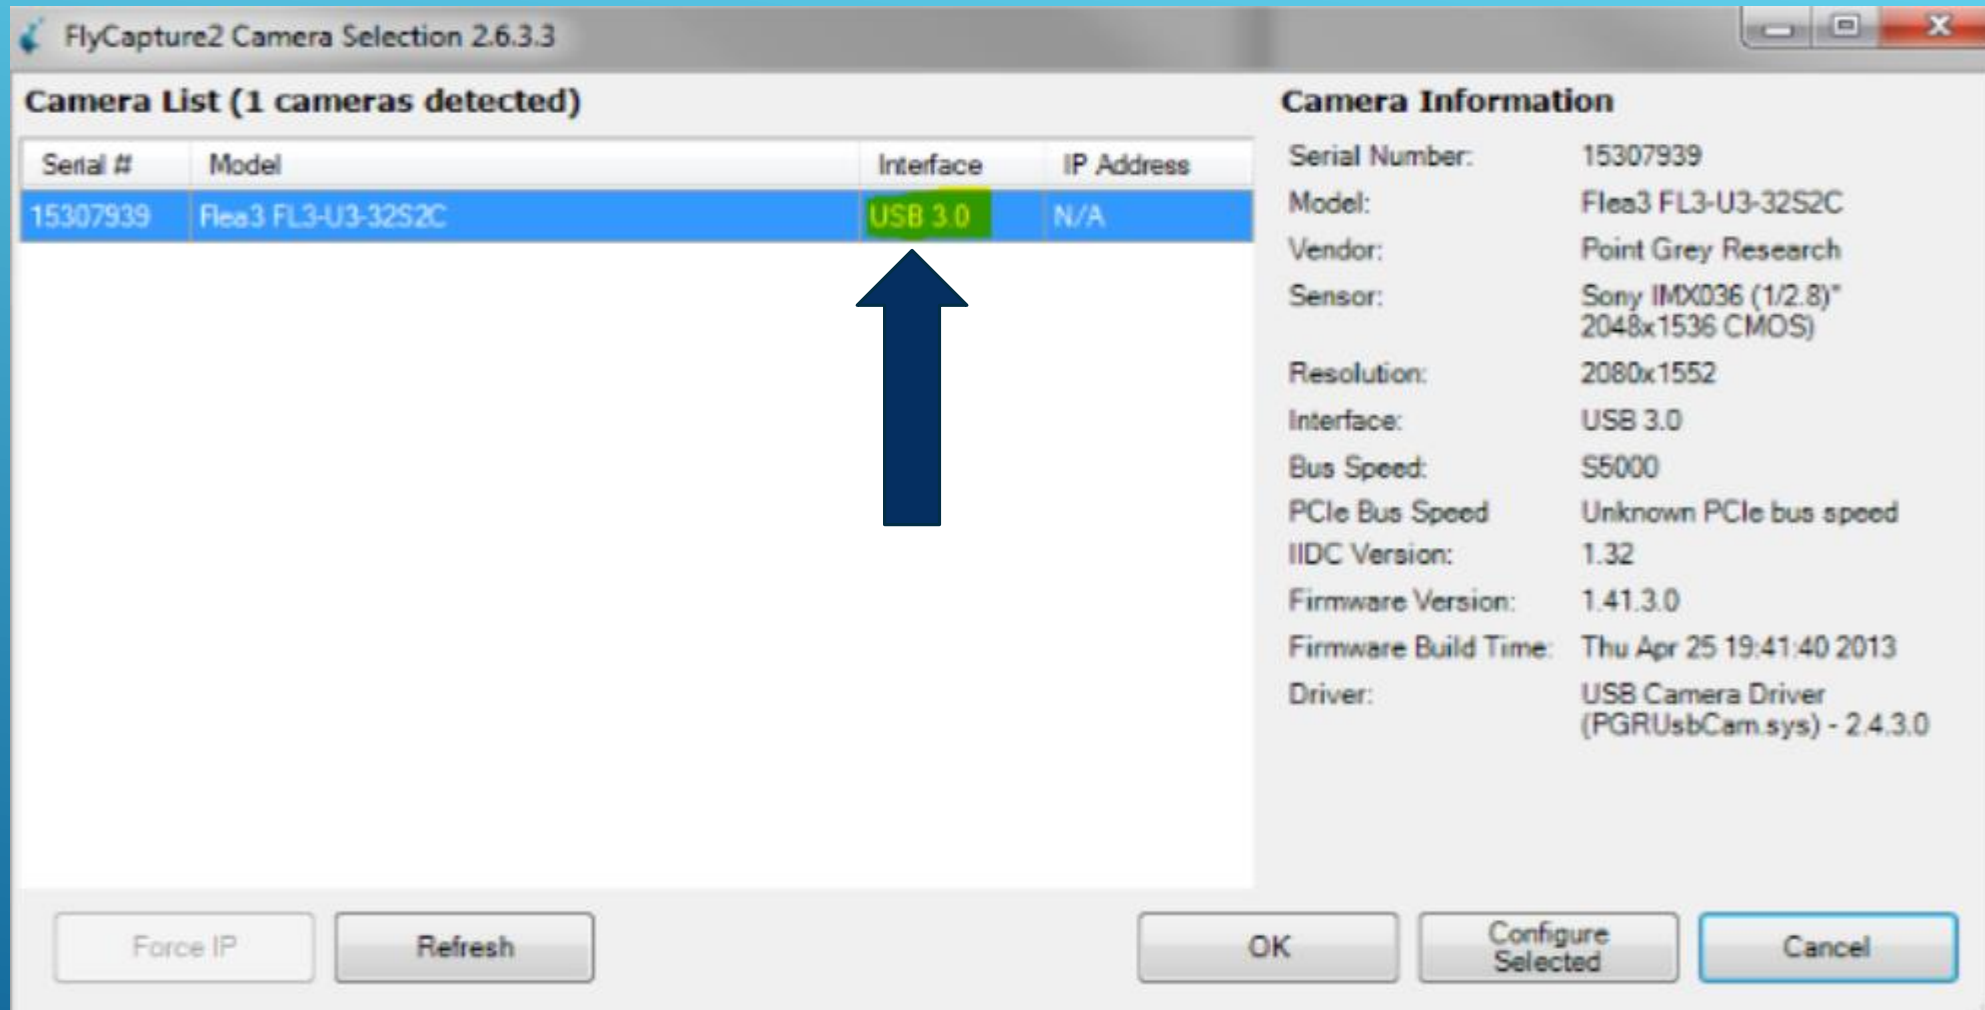 FlyCapture2 Camera Selection 2.6.3.3
Camera List (1 cameras detected)
Serial # Model Interface IP Address
15307939 Flea3 FL3-U3-32S2C USB 3.0 N/A
Camera Information
Serial Number: 15307939
Model: Flea3 FL3-U3-32S2C
Vendor: Point Grey Research
Sensor: Sony IMX036 (1/2.8)"
2048x1536 CMOS)
Resolution: 2080x1552
Interface: USB 3.0
Bus Speed: S5000
PCIe Bus Speed Unknown PCIe bus speed
IIDC Version: 1.32
Firmware Version: 1.41.3.0
Firmware Build Time: Thu Apr 25 19:41:40 2013
Driver: USB Camera Driver
(PGRUsbCam.sys) - 2.4.3.0
Force IP Refresh OK Configure
Selected Cancel